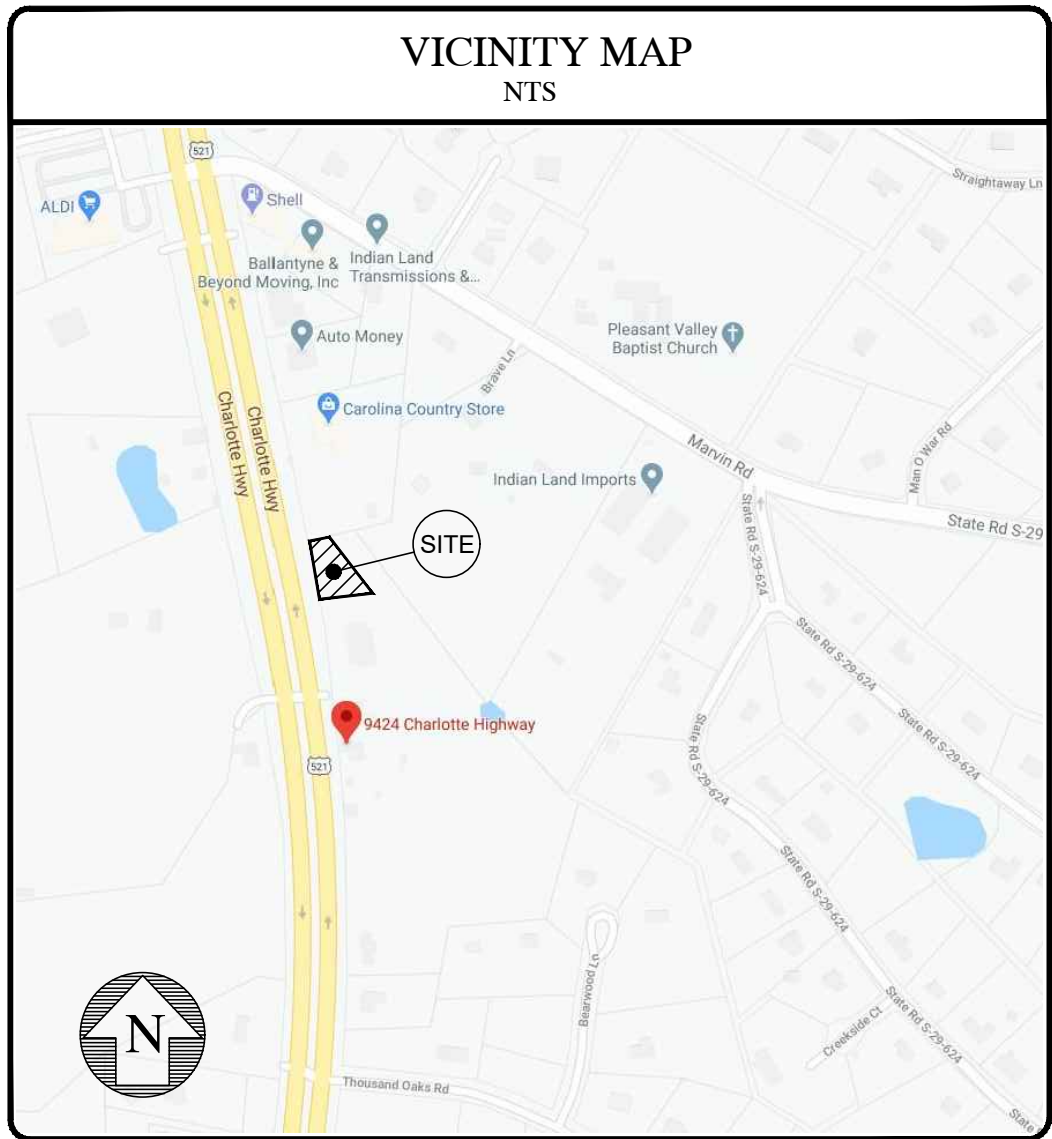 VICINITY MAP
NTS
521
Straightaway Ln
ALDI
Shell
Ballantyne &
Beyond Moving, Inc
Indian Land
Transmissions &...
Auto Money
Pleasant Valley
Baptist Church
Brave Ln
Charlotte Hwy
Charlotte Hwy
Carolina Country Store
Marvin Rd
Man O War Rd
Indian Land Imports
State Rd S-29-624
State Rd S-29
SITE
State Rd S-29-624
9424 Charlotte Highway
State Rd S-29-624
State Rd S-29-624
521
State Rd S-29-624
Bearwood Ln
State Rd S-29-624
Creekside Ct
N
Thousand Oaks Rd
State